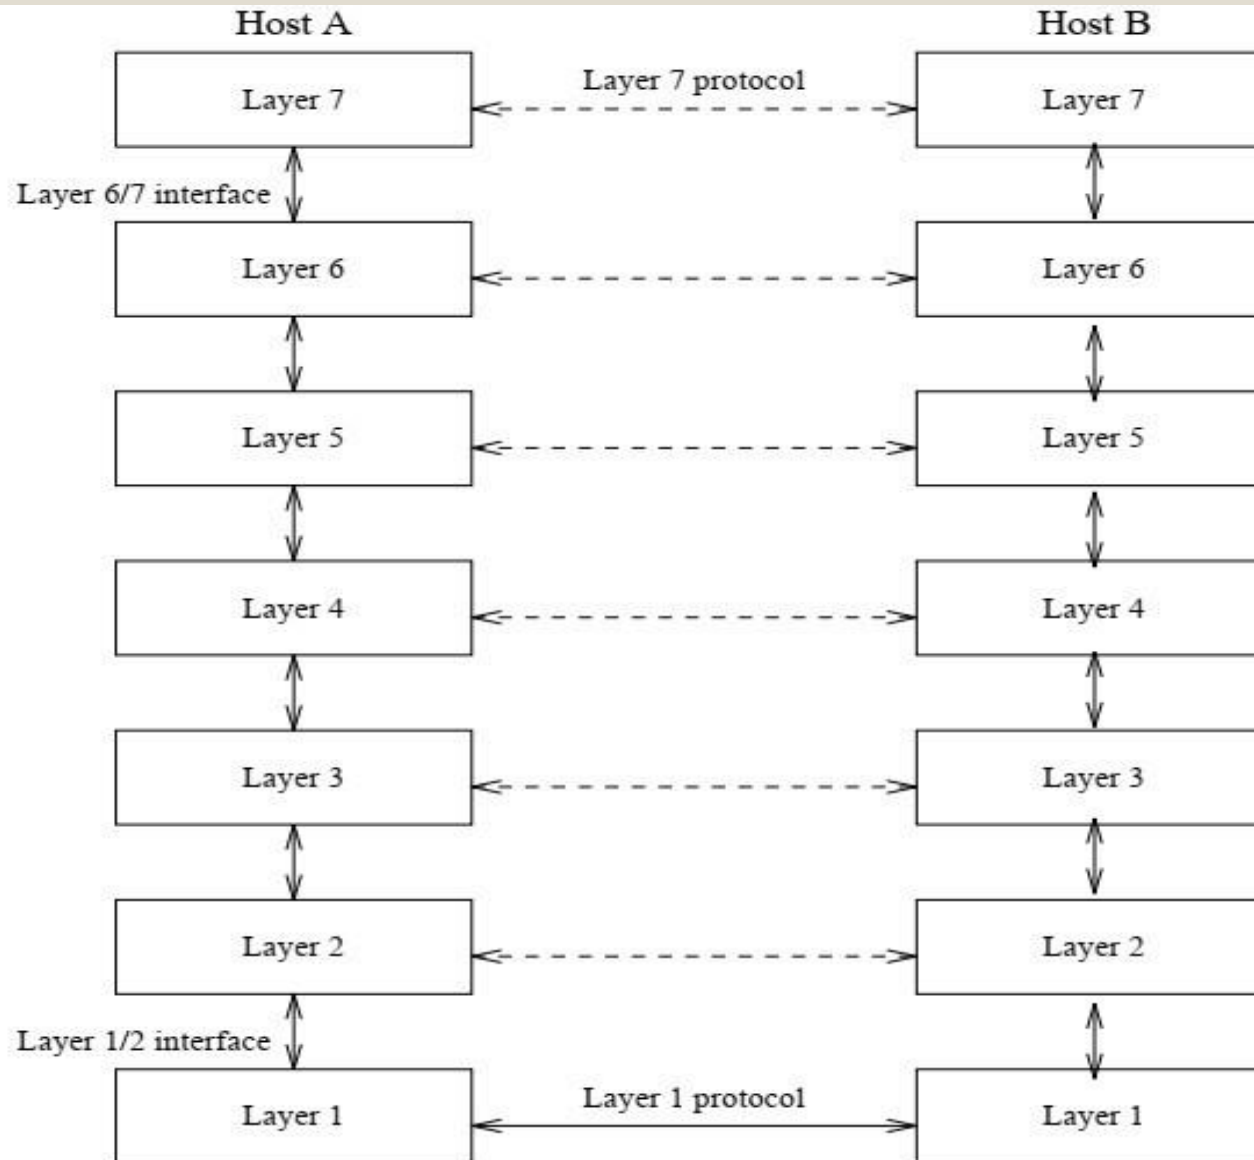 Host A
Host B
Layer 7
Layer 7 protocol
Layer 7
Layer 6/7 interface
Layer 6
Layer 6
Layer 5
Layer 5
Layer 4
Layer 4
Layer 3
Layer 3
Layer 2
Layer 2
Layer 1/2 interface
Layer 1
Layer 1 protocol
Layer 1